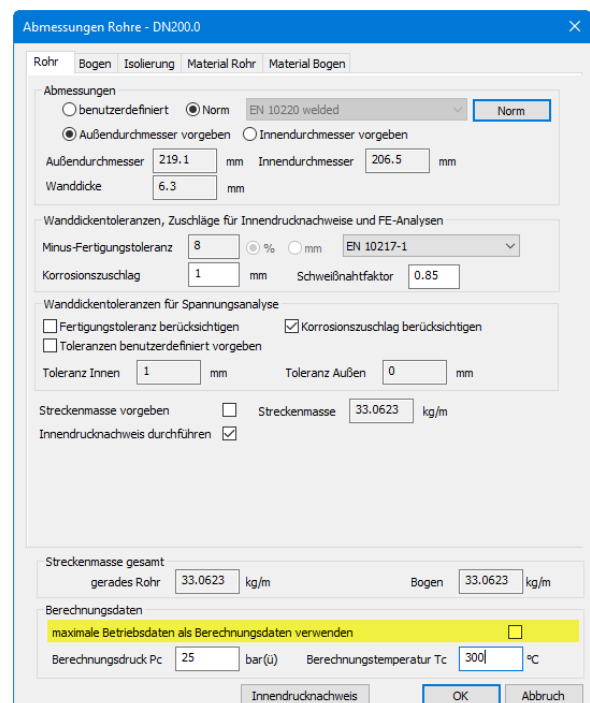 Abmessungen Rohre - DN200.0
Rohr Bogen Isolierung Material Rohr Material Bogen
Abmessungen
benutzerdefiniert Norm EN 10220 welded Norm
Außendurchmesser vorgeben Innendurchmesser vorgeben
Außendurchmesser 219.1 mm Innendurchmesser 206.5 mm
Wanddicke 6.3 mm
Wanddickentoleranzen, Zuschläge für Innendrucknachweise und FE-Analysen
Minus-Fertigungstoleranz 8 % mm EN 10217-1
Korrosionszuschlag 1 mm Schweißnahtfaktor 0.85
Wanddickentoleranzen für Spannungsanalyse
Fertigungstoleranz berücksichtigen Korrosionszuschlag berücksichtigen
Toleranzen benutzerdefiniert vorgeben
Toleranz Innen 1 mm Toleranz Außen 0 mm
Streckenmasse vorgeben Streckenmasse 33.0623 kg/m
Innendrucknachweis durchführen
Streckenmasse gesamt
gerades Rohr 33.0623 kg/m Bogen 33.0623 kg/m
Berechnungsdaten
maximale Betriebsdaten als Berechnungsdaten verwenden
Berechnungsdruck Pc 25 bar(ü) Berechnungstemperatur Tc 300 °C
Innendrucknachweis OK Abbruch